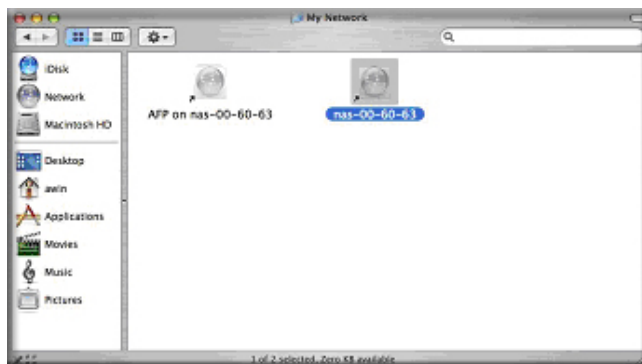 My Network
iDisk
Network
Macintosh HD
Desktop
awin
Applications
Movies
Music
Pictures
AFP on nas-00-60-63
nas-00-60-63
1 of 2 selected, Zero KB available